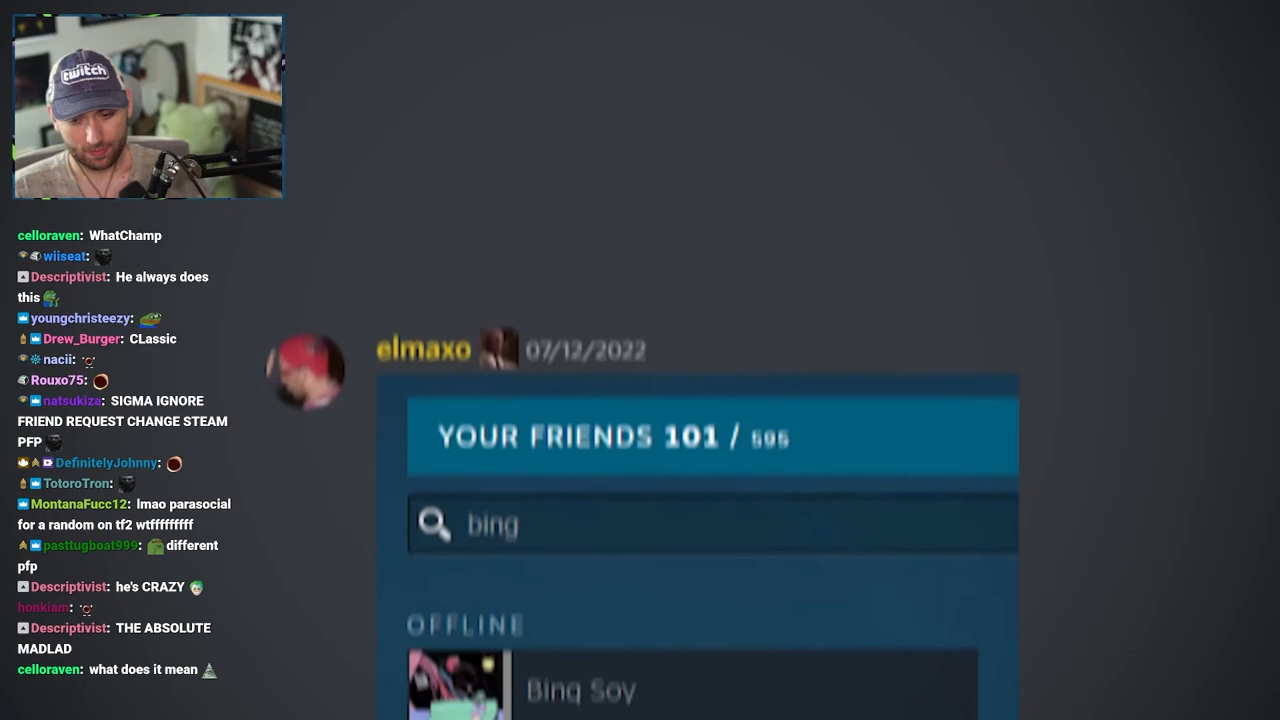 twitch
celloraven: WhatChamp
wiiseat:
Descriptivist: He always does
this
youngchristeezy:
Drew_Burger: CLassic
nacii:
Rouxo75:
natsukiza: SIGMA IGNORE
FRIEND REQUEST CHANGE STEAM
PFP
DefinitelyJohnny:
TotoroTron:
MontanaFucc12: lmao parasocial
for a random on tf2 wtfffffffff
pasttugboat999: different
pfp
Descriptivist: he's CRAZY
honkiam:
Descriptivist: THE ABSOLUTE
MADLAD
celloraven: what does it mean
elmaxo 07/12/2022
YOUR FRIENDS 101 / 595
bing
OFFLINE
Bing Soy